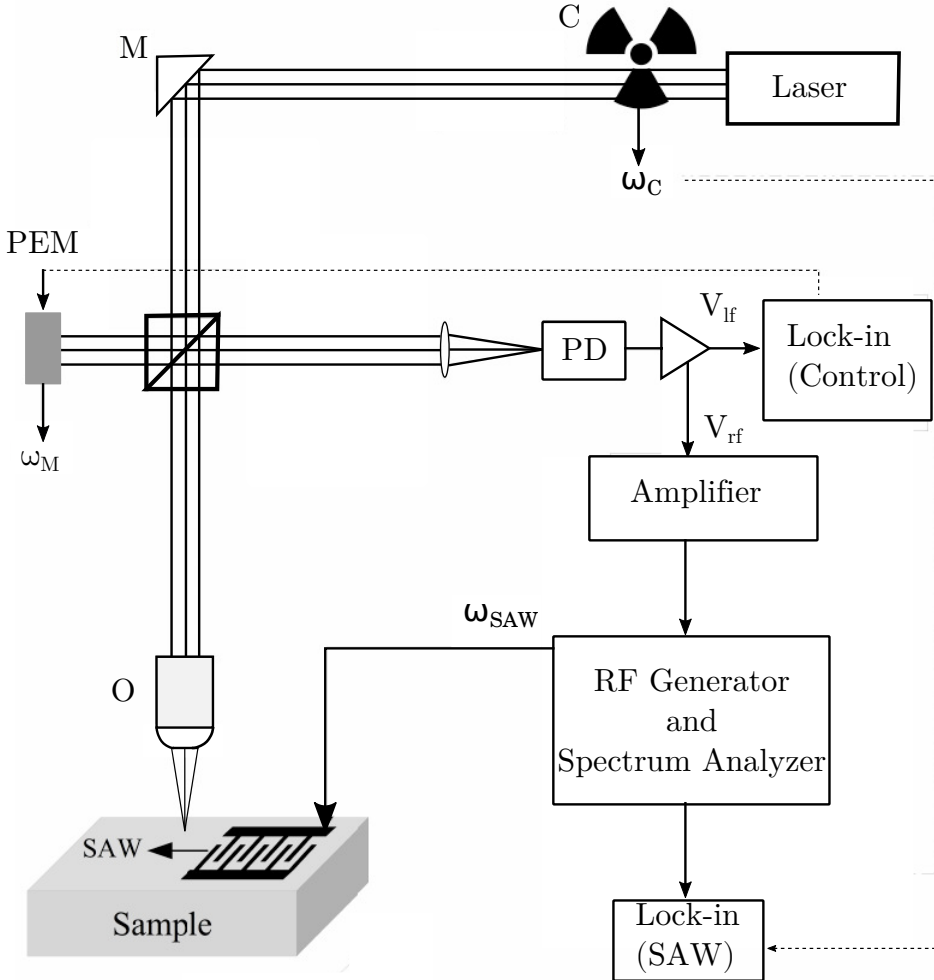 C
M
Laser
ω_C
PEM
V_lf
Lock-in
(Control)
PD
V_rf
ω_M
Amplifier
ω_SAW
O
RF Generator
and
Spectrum Analyzer
SAW
Sample
Lock-in
(SAW)